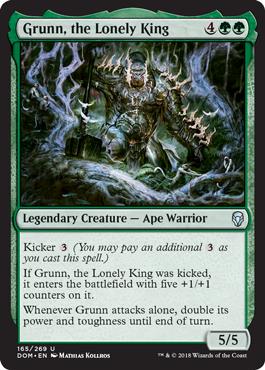 Grunn, the Lonely King 4
Legendary Creature — Ape Warrior
Kicker 3 (You may pay an additional 3 as
you cast this spell.)
If Grunn, the Lonely King was kicked,
it enters the battlefield with five +1/+1
counters on it.
Whenever Grunn attacks alone, double its
power and toughness until end of turn.
5/5
165/269 U
DOM • EN Mathias Kollros
™ & © 2018 Wizards of the Coast